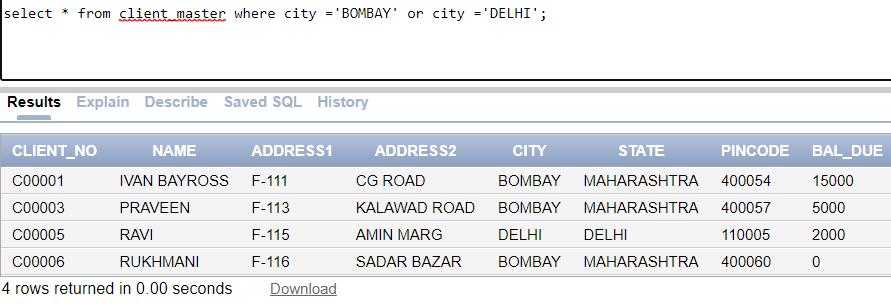 select * from client_master where city ='BOMBAY' or city ='DELHI';
Results Explain Describe Saved SQL History
CLIENT_NO NAME ADDRESS1 ADDRESS2 CITY STATE PINCODE BAL_DUE
C00001 IVAN BAYROSS F-111 CG ROAD BOMBAY MAHARASHTRA 400054 15000
C00003 PRAVEEN F-113 KALAWAD ROAD BOMBAY MAHARASHTRA 400057 5000
C00005 RAVI F-115 AMIN MARG DELHI DELHI 110005 2000
C00006 RUKHMANI F-116 SADAR BAZAR BOMBAY MAHARASHTRA 400060 0
4 rows returned in 0.00 seconds Download